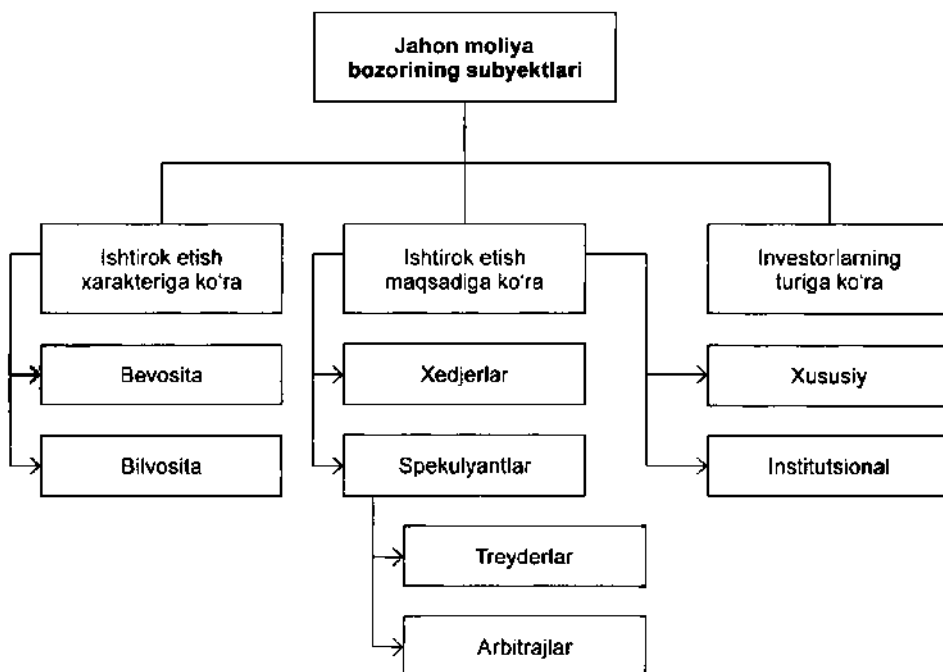 Jahon moliya
bozorining subyektlari
Ishtirok etish
xarakteriga ko‘ra
Ishtirok etish
maqsadiga ko‘ra
Investorlarning
turiga ko‘ra
Bevosita
Xedjerlar
Xususiy
Bilvosita
Spekulyantlar
Institutsional
Treyderlar
Arbitrajlar